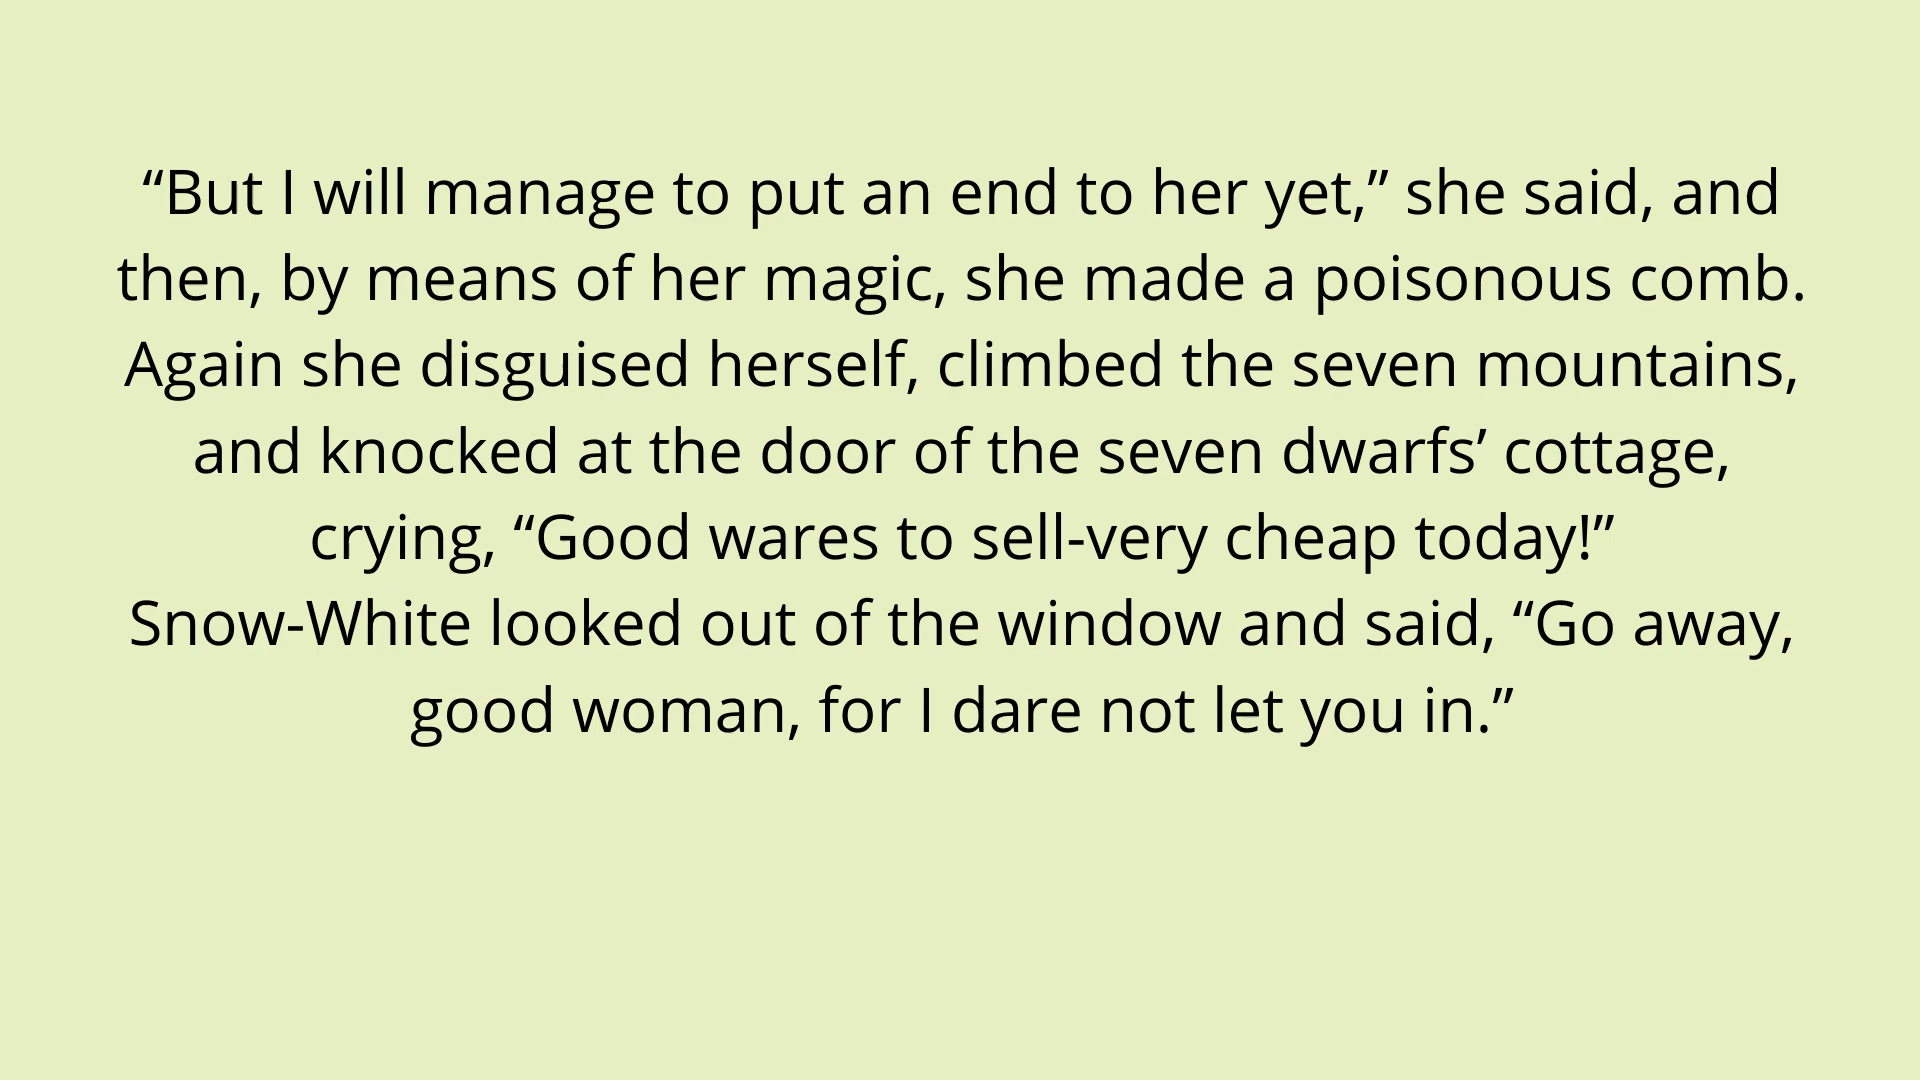 “But I will manage to put an end to her yet,” she said, and
then, by means of her magic, she made a poisonous comb.
Again she disguised herself, climbed the seven mountains,
and knocked at the door of the seven dwarfs’ cottage,
crying, “Good wares to sell-very cheap today!”
Snow-White looked out of the window and said, “Go away,
good woman, for I dare not let you in.”